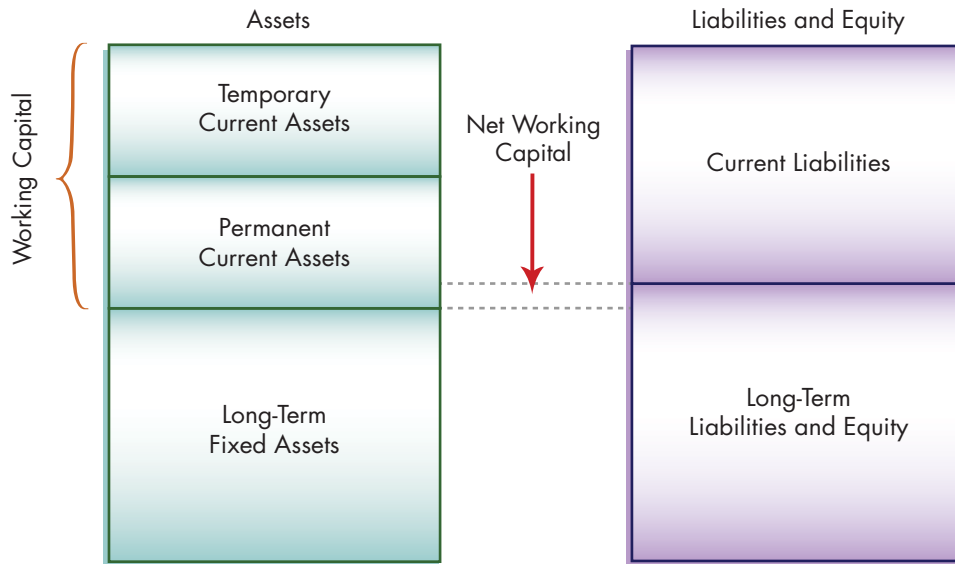 Assets
Liabilities and Equity
Working Capital
Temporary
Current Assets
Permanent
Current Assets
Long-Term
Fixed Assets
Net Working
Capital
Current Liabilities
Long-Term
Liabilities and Equity